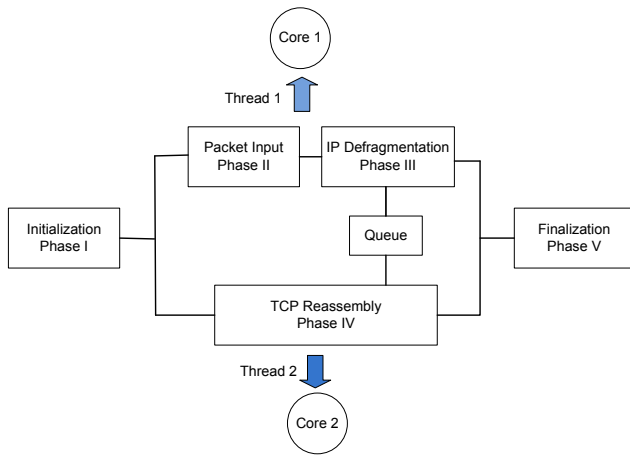 Core 1
Thread 1
Packet Input
Phase II
IP Defragmentation
Phase III
Initialization
Phase I
Queue
Finalization
Phase V
TCP Reassembly
Phase IV
Thread 2
Core 2